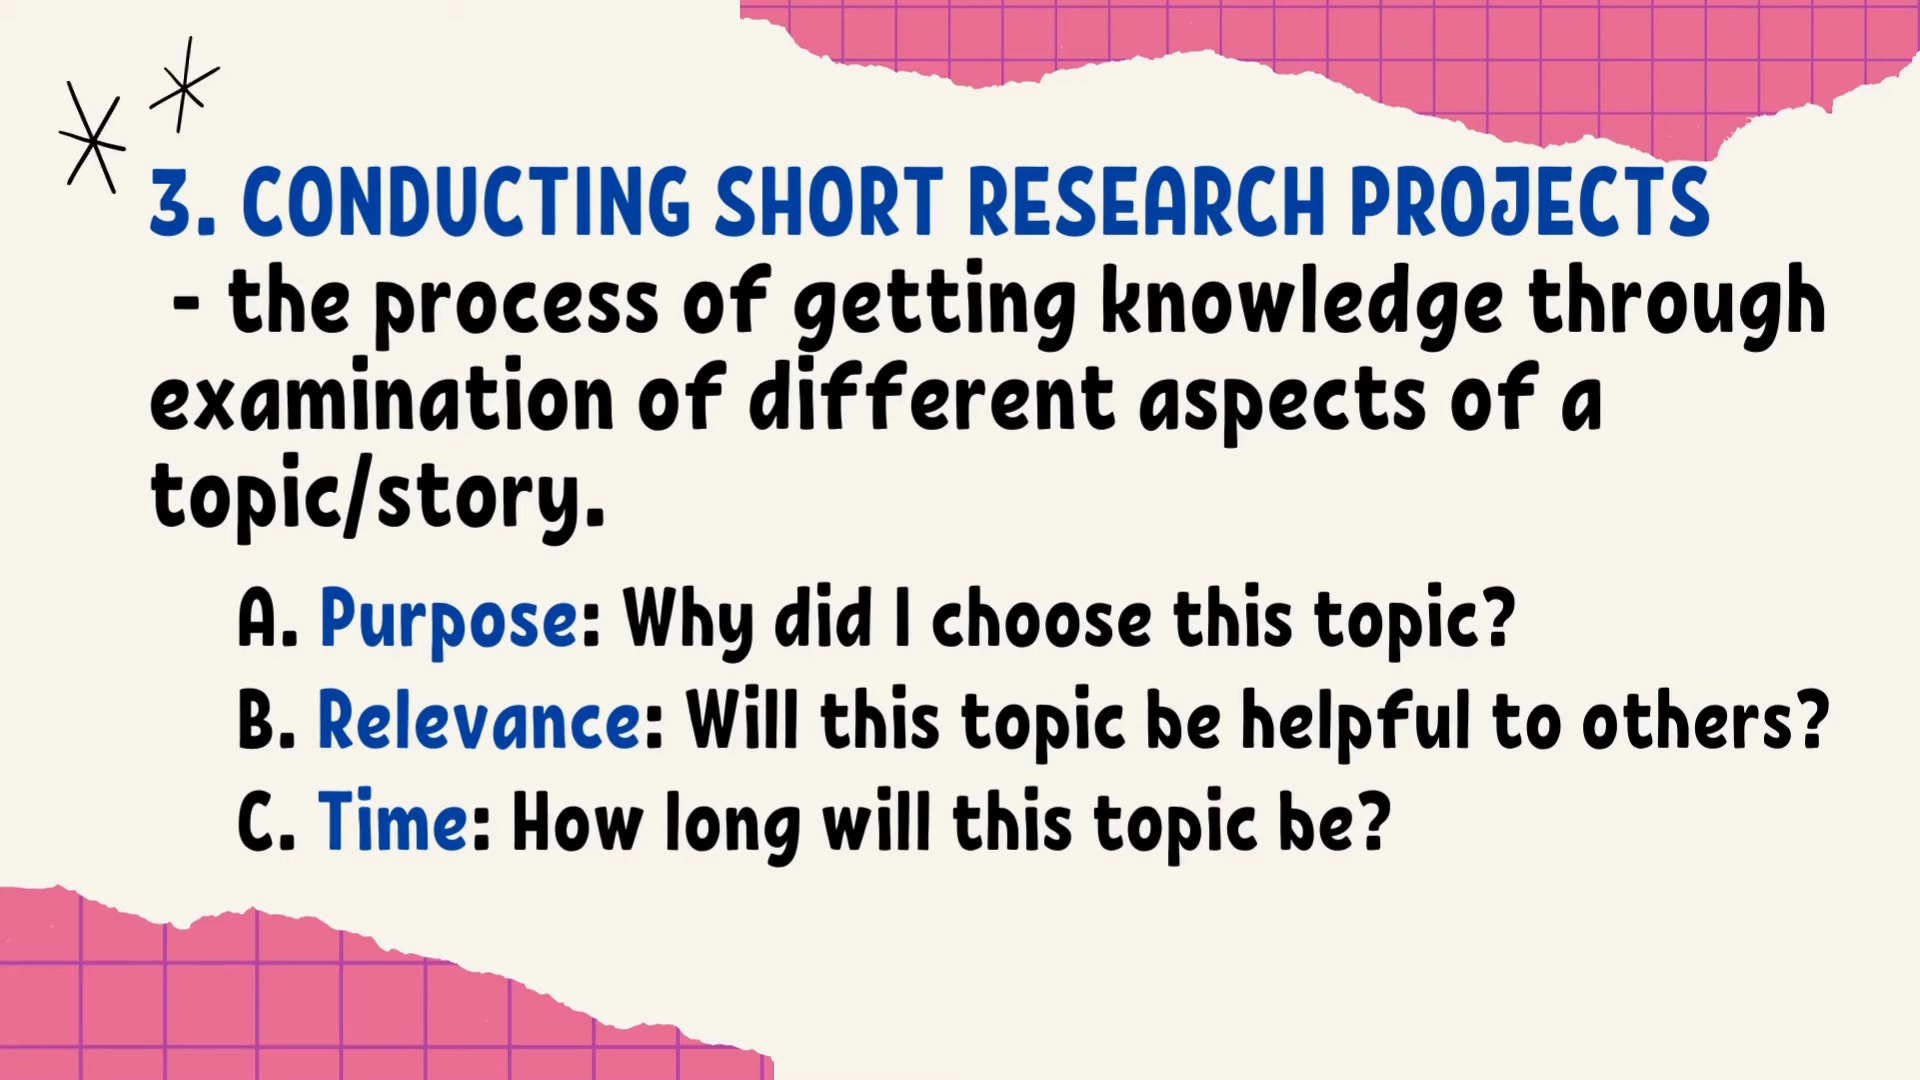 3. CONDUCTING SHORT RESEARCH PROJECTS
- the process of getting knowledge through
examination of different aspects of a
topic/story.
A. Purpose: Why did I choose this topic?
B. Relevance: Will this topic be helpful to others?
C. Time: How long will this topic be?